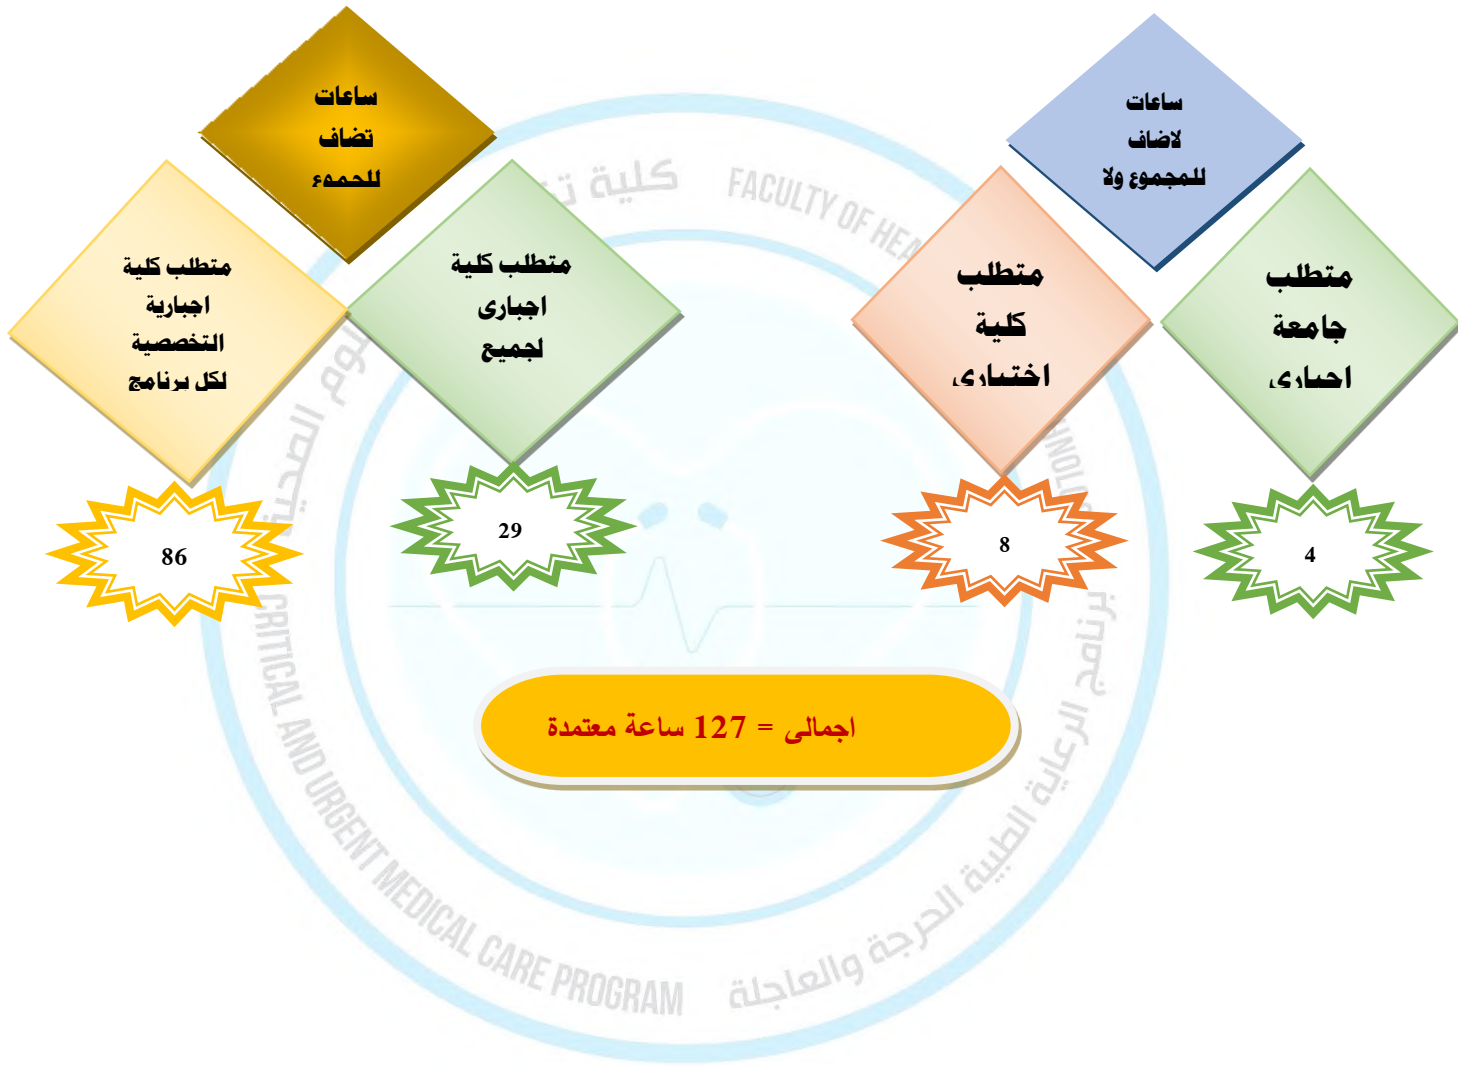 ساعات
لاضاف
للمجموع ولا
ساعات
تضاف
للجموع
متطلب
جامعة
اجبارى
متطلب
كلية
اختيارى
متطلب كلية
اجبارى
لجميع
متطلب كلية
اجبارية
التخصصية
لكل برنامج
4
8
29
86
اجمالى = 127 ساعة معتمدة
كلية
FACULTY OF
برنامج الرعاية الطبية الحرجة والعاجلة
CRITICAL AND URGENT MEDICAL CARE PROGRAM